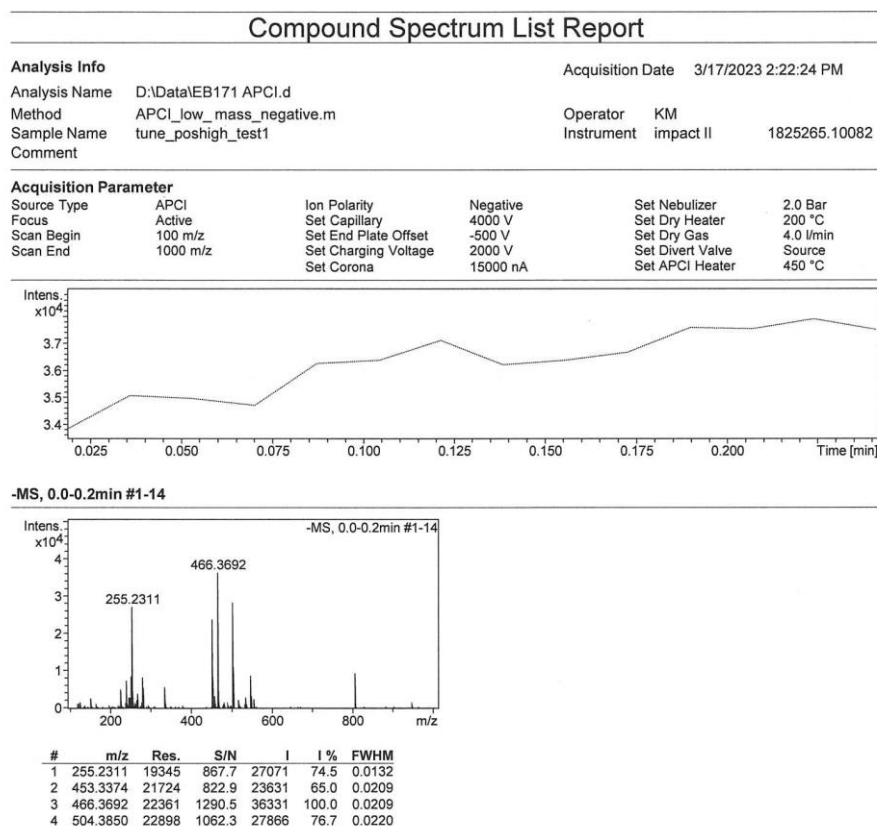 Compound Spectrum List Report
Analysis Info
Acquisition Date 3/17/2023 2:22:24 PM
Analysis Name D:\Data\EB171 APCI.d
Method APCI_low_ mass_negative.m
Operator KM
Sample Name tune_poshigh_test1
Instrument impact II 1825265.10082
Comment
Acquisition Parameter
Source Type APCI Ion Polarity Negative Set Nebulizer 2.0 Bar
Focus Active Set Capillary 4000 V Set Dry Heater 200 °C
Scan Begin 100 m/z Set End Plate Offset -500 V Set Dry Gas 4.0 l/min
Scan End 1000 m/z Set Charging Voltage 2000 V Set Divert Valve Source
Set Corona 15000 nA Set APCI Heater 450 °C
Intens.
x10⁴
3.7
3.6
3.5
3.4
0.025 0.050 0.075 0.100 0.125 0.150 0.175 0.200 Time [min]
-MS, 0.0-0.2min #1-14
Intens.
x10⁴
-MS, 0.0-0.2min #1-14
4
466.3692
3
255.2311
2
1
0
200 400 600 800 m/z
# m/z Res. S/N I I % FWHM
1 255.2311 19345 867.7 27071 74.5 0.0132
2 453.3374 21724 822.9 23631 65.0 0.0209
3 466.3692 22361 1290.5 36331 100.0 0.0209
4 504.3850 22898 1062.3 27866 76.7 0.0220